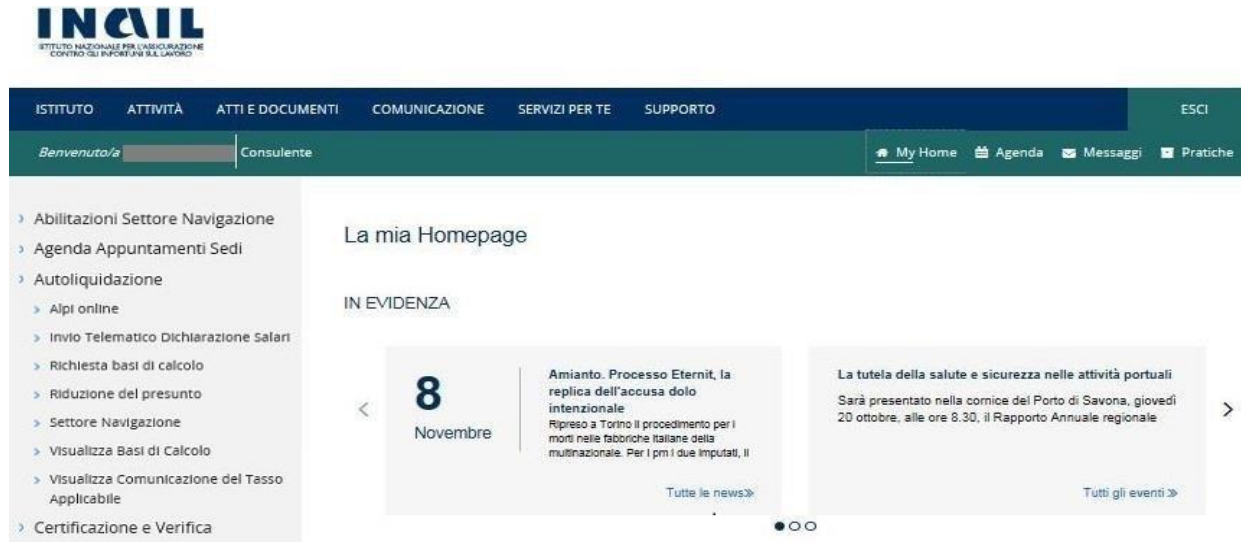 INAIL
ISTITUTO NAZIONALE PER L'ASSICURAZIONE
CONTRO GLI INFORTUNI SUL LAVORO
ISTITUTO ATTIVITÀ ATTI E DOCUMENTI COMUNICAZIONE SERVIZI PER TE SUPPORTO ESCI
Benvenuto/a Consulente My Home Agenda Messaggi Pratiche
Abilitazioni Settore Navigazione
Agenda Appuntamenti Sedi
Autoliquidazione
Alpi online
Invio Telematico Dichiarazione Salari
Richiesta basi di calcolo
Riduzione del presunto
Settore Navigazione
Visualizza Basi di Calcolo
Visualizza Comunicazione del Tasso
Applicabile
Certificazione e Verifica
La mia Homepage
IN EVIDENZA
8
Novembre
Amianto. Processo Eternit, la
replica dell'accusa dolo
intenzionale
Ripreso a Torino il procedimento per i
morti nelle fabbriche italiane della
multinazionale. Per i pm i due imputati, il
Tutte le news
La tutela della salute e sicurezza nelle attività portuali
Sarà presentato nella cornice del Porto di Savona, giovedì
20 ottobre, alle ore 8.30, il Rapporto Annuale regionale
Tutti gli eventi